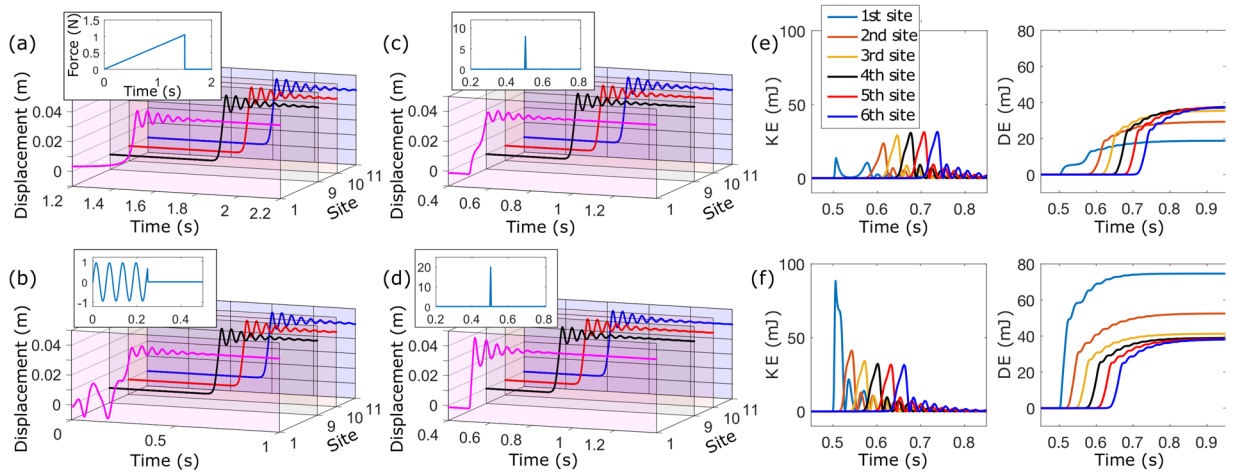 (a)
Force (N)
1.5
1
0.5
0
0 1 2
Time (s)
Displacement (m)
0.04
0.02
0
1.2 1.4 1.6 1.8 2 2.2
Time (s)
1 9 10 11
Site
(b)
1
0
-1
0 0.2 0.4
Displacement (m)
0.04
0.02
0
0 0.5 1
Time (s)
1 9 10 11
Site
(c)
10
5
0
0.2 0.4 0.6 0.8
Displacement (m)
0.04
0.02
0
0.4 0.6 0.8 1 1.2
Time (s)
1 9 10 11
Site
(d)
20
10
0
0.2 0.4 0.6 0.8
Displacement (m)
0.04
0.02
0
0.4 0.6 0.8 1 1.2
Time (s)
1 9 10 11
Site
(e)
KE (mJ)
100
50
0
0.5 0.6 0.7 0.8
Time (s)
1st site
2nd site
3rd site
4th site
5th site
6th site
DE (mJ)
80
60
40
20
0
0.5 0.6 0.7 0.8 0.9
Time (s)
(f)
KE (mJ)
100
50
0
0.5 0.6 0.7 0.8
Time (s)
DE (mJ)
80
60
40
20
0
0.5 0.6 0.7 0.8 0.9
Time (s)